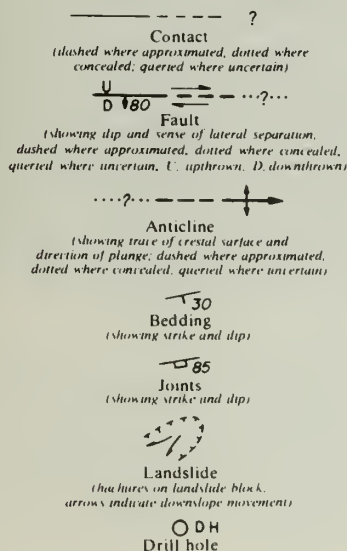 ?
Contact
(dashed where approximated, dotted where
concealed; queried where uncertain)
U
D 80 ...?...
Fault
(showing dip and sense of lateral separation,
dashed where approximated, dotted where concealed,
queried where uncertain, U, upthrown, D, downthrown)
....?...
Anticline
(showing trace of crestal surface and
direction of plunge; dashed where approximated,
dotted where concealed, queried where uncertain)
30
Bedding
(showing strike and dip)
85
Joints
(showing strike and dip)
Landslide
(hachures on landslide block,
arrows indicate downslope movement)
DH
Drill hole